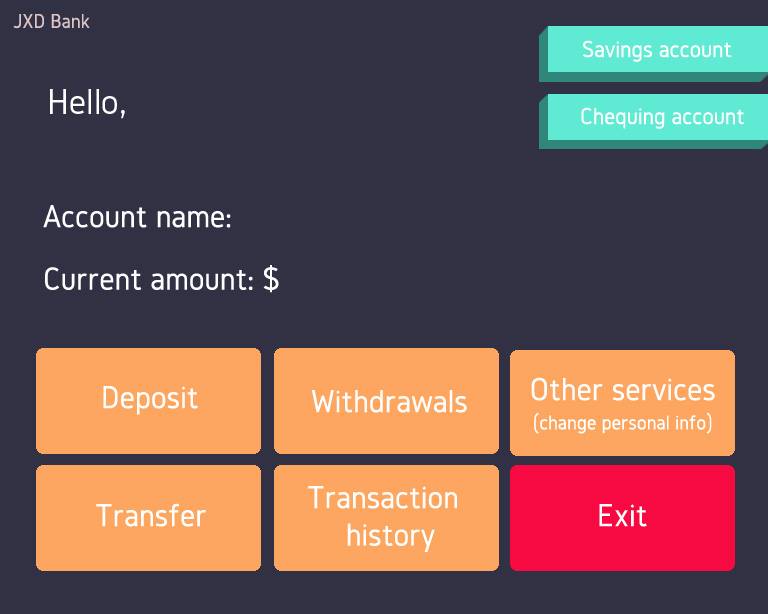 JXD Bank
Savings account
Hello,
Chequing account
Account name:
Current amount: $
Deposit
Withdrawals
Other services
(change personal info)
Transfer
Transaction
history
Exit